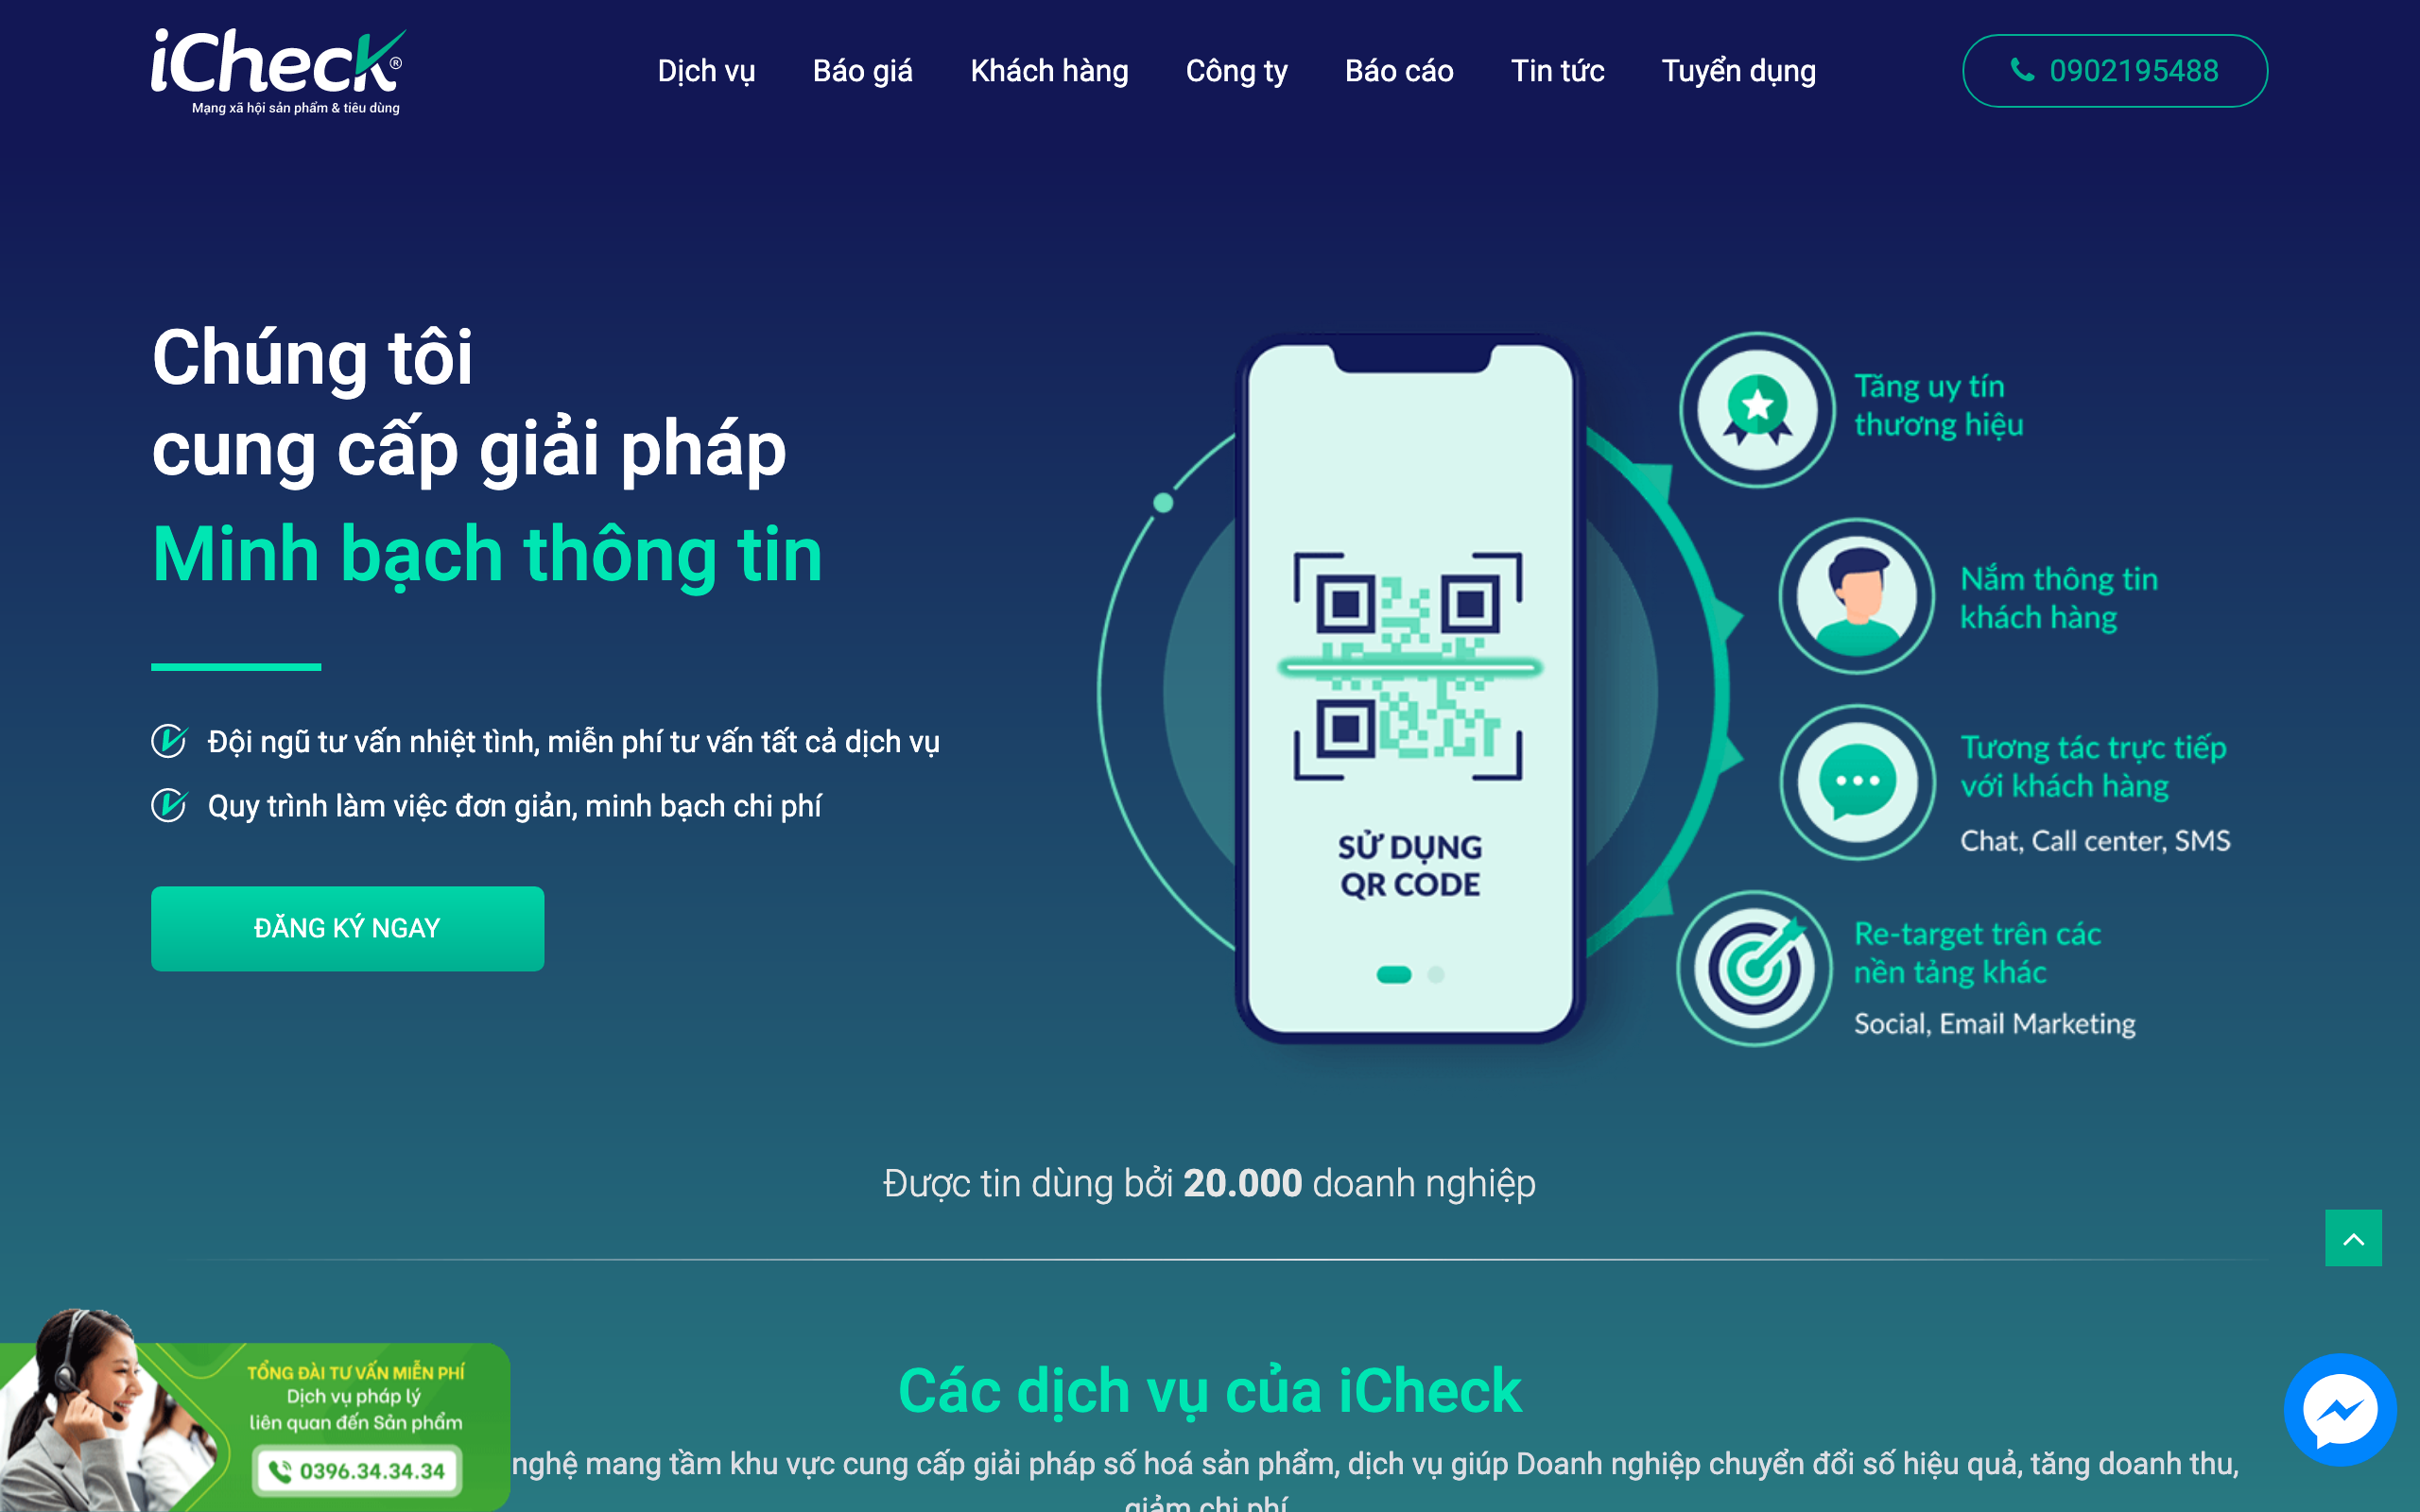 iCheck®
Mạng xã hội sản phẩm & tiêu dùng
Dịch vụ
Báo giá
Khách hàng
Công ty
Báo cáo
Tin tức
Tuyển dụng
0902195488
Chúng tôi
cung cấp giải pháp
Minh bạch thông tin
Đội ngũ tư vấn nhiệt tình, miễn phí tư vấn tất cả dịch vụ
Quy trình làm việc đơn giản, minh bạch chi phí
ĐĂNG KÝ NGAY
SỬ DỤNG
QR CODE
Tăng uy tín
thương hiệu
Nắm thông tin
khách hàng
Tương tác trực tiếp
với khách hàng
Chat, Call center, SMS
Re-target trên các
nền tảng khác
Social, Email Marketing
Được tin dùng bởi 20.000 doanh nghiệp
Các dịch vụ của iCheck
nghệ mang tầm khu vực cung cấp giải pháp số hoá sản phẩm, dịch vụ giúp Doanh nghiệp chuyển đổi số hiệu quả, tăng doanh thu,
giảm chi phí
TỔNG ĐÀI TƯ VẤN MIỄN PHÍ
Dịch vụ pháp lý
liên quan đến Sản phẩm
0396.34.34.34